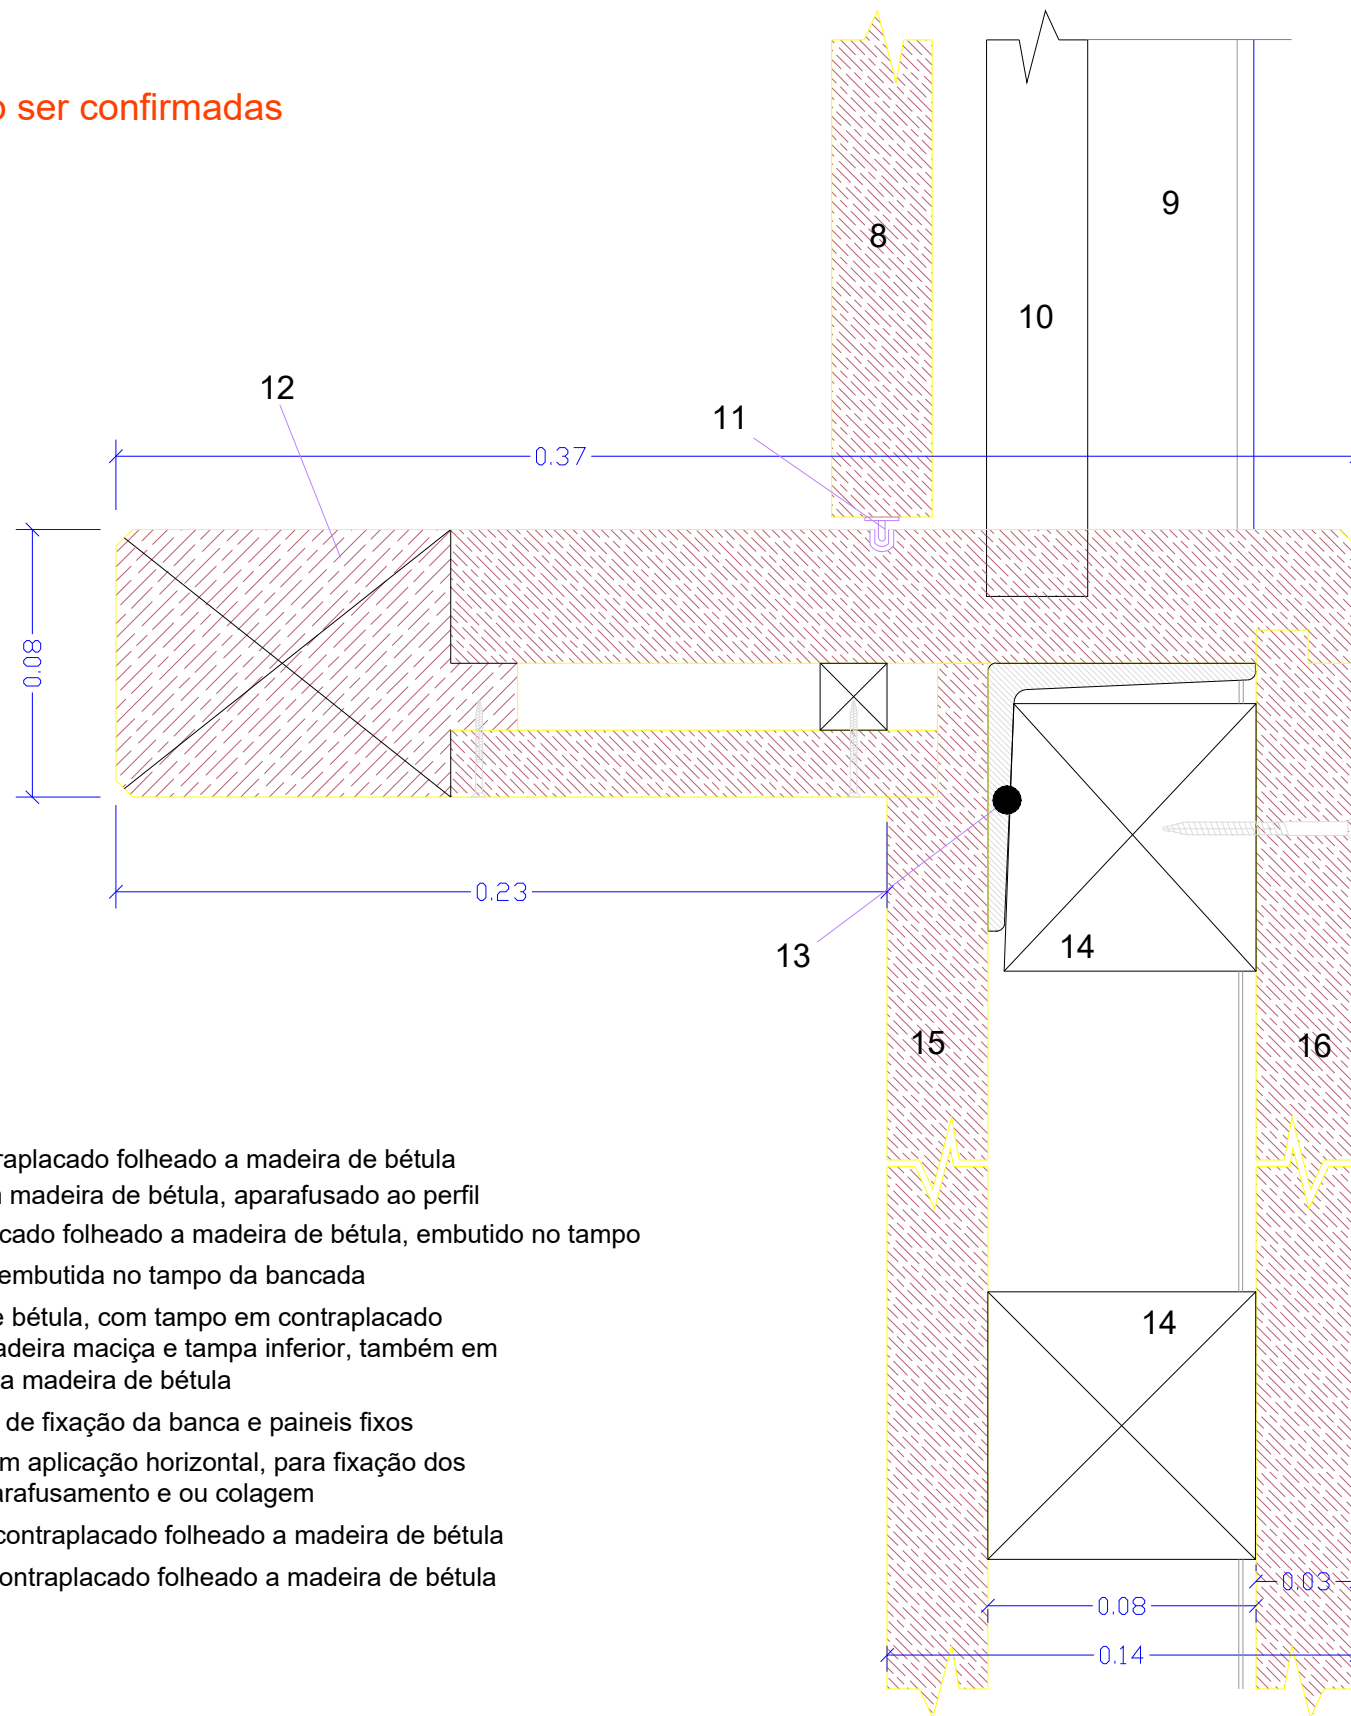 o ser confirmadas
8
9
10
12
11
0.37
0.08
0.23
13
14
15
16
raplacado folheado a madeira de bétula
madeira de bétula, aparafusado ao perfil
cado folheado a madeira de bétula, embutido no tampo
embutida no tampo da bancada
e bétula, com tampo em contraplacado
adeira maciça e tampa inferior, também em
a madeira de bétula
de fixação da banca e paineis fixos
m aplicação horizontal, para fixação dos
arafusamento e ou colagem
contraplacado folheado a madeira de bétula
ontraplacado folheado a madeira de bétula
14
0.03
0.08
0.14